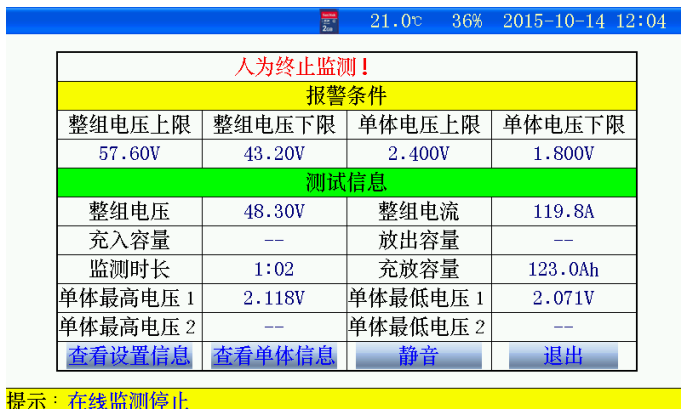 21.0℃ 36% 2015-10-14 12:04
人为终止监测！
报警条件
整组电压上限 整组电压下限 单体电压上限 单体电压下限
57.60V 43.20V 2.400V 1.800V
测试信息
整组电压 48.30V 整组电流 119.8A
充入容量 -- 放出容量 --
监测时长 1:02 充放容量 123.0Ah
单体最高电压1 2.118V 单体最低电压1 2.071V
单体最高电压2 -- 单体最低电压2 --
查看设置信息 查看单体信息 静音 退出
提示：在线监测停止